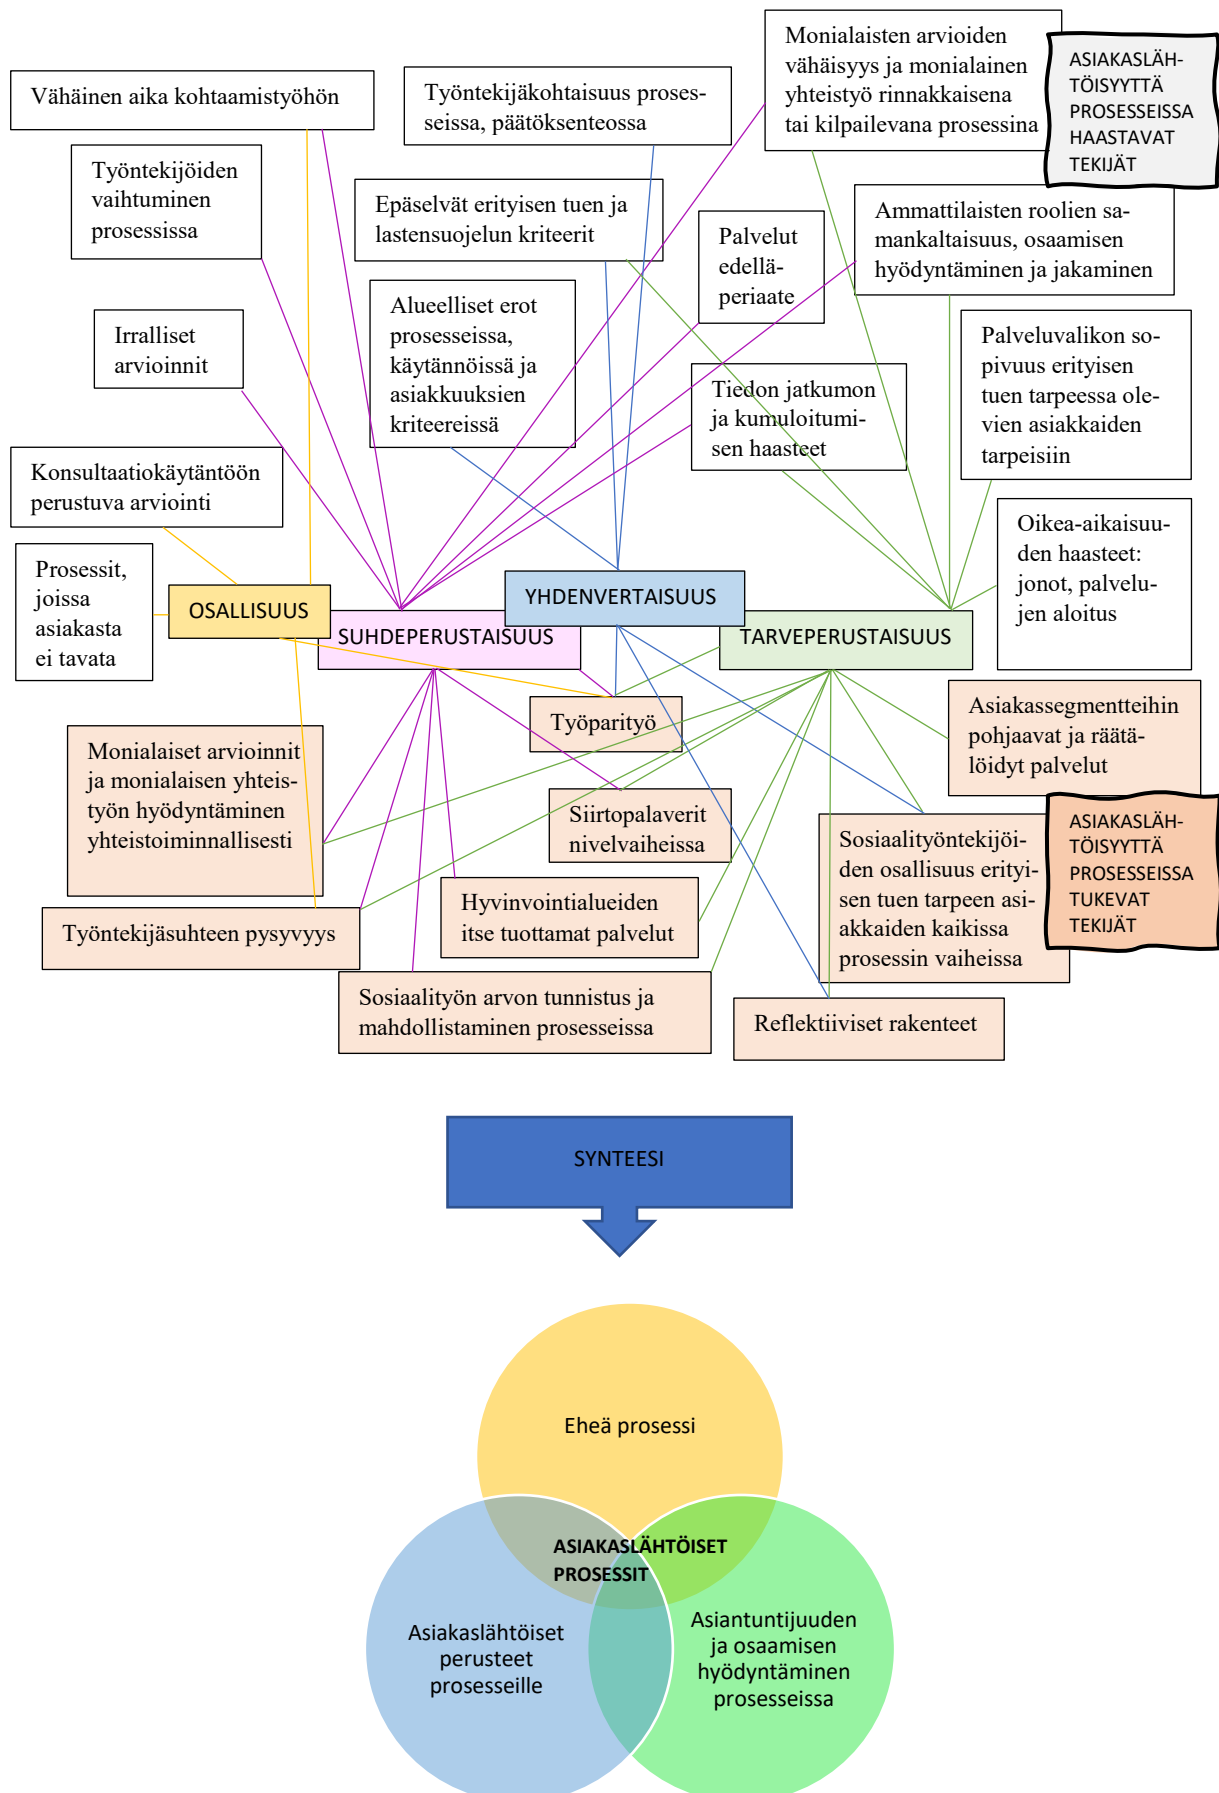 Monialaisten arvioiden
vähäisyys ja monialainen
yhteistyö rinnakkaisena
tai kilpailevana prosessina
ASIAKASLÄH-
TÖISYYTTÄ
PROSESSEISSA
HAASTAVAT
TEKIJÄT
Vähäinen aika kohtaamistyöhön
Työntekijäkohtaisuus proses-
seissa, päätöksenteossa
Työntekijöiden
vaihtuminen
prosessissa
Epäselvät erityisen tuen ja
lastensuojelun kriteerit
Palvelut
edellä-
periaate
Ammattilaisten roolien sa-
mankaltaisuus, osaamisen
hyödyntäminen ja jakaminen
Irralliset
arvioinnit
Alueelliset erot
prosesseissa,
käytännöissä ja
asiakkuuksien
kriteereissä
Tiedon jatkumon
ja kumuloitumi-
sen haasteet
Palveluvalikon so-
pivuus erityisen
tuen tarpeessa ole-
vien asiakkaiden
tarpeisiin
Konsultaatiokäytäntöön
perustuva arviointi
Oikea-aikaisuu-
den haasteet:
jonot, palvelu-
jen aloitus
Prosessit,
joissa
asiakasta
ei tavata
OSALLISUUS
SUHDEPERUSTAISUUS
YHDENVERTAISUUS
TARVEPERUSTAISUUS
Työparityö
Asiakassegmentteihin
pohjaavat ja räätä-
löidyt palvelut
Monialaiset arvioinnit
ja monialaisen yhteis-
työn hyödyntäminen
yhteistoiminnallisesti
Siirtopalaverit
nivelvaiheissa
Sosiaalityöntekijöi-
den osallisuus erityi-
sen tuen tarpeen asi-
akkaiden kaikissa
prosessin vaiheissa
ASIAKASLÄH-
TÖISYYTTÄ
PROSESSEISSA
TUKEVAT
TEKIJÄT
Työntekijäsuhteen pysyvyys
Hyvinvointialueiden
itse tuottamat palvelut
Sosiaalityön arvon tunnistus ja
mahdollistaminen prosesseissa
Reflektiiviset rakenteet
SYNTEESI
Eheä prosessi
ASIAKASLÄHTÖISET
PROSESSIT
Asiakaslähtöiset
perusteet
prosesseille
Asiantuntijuuden
ja osaamisen
hyödyntäminen
prosesseissa